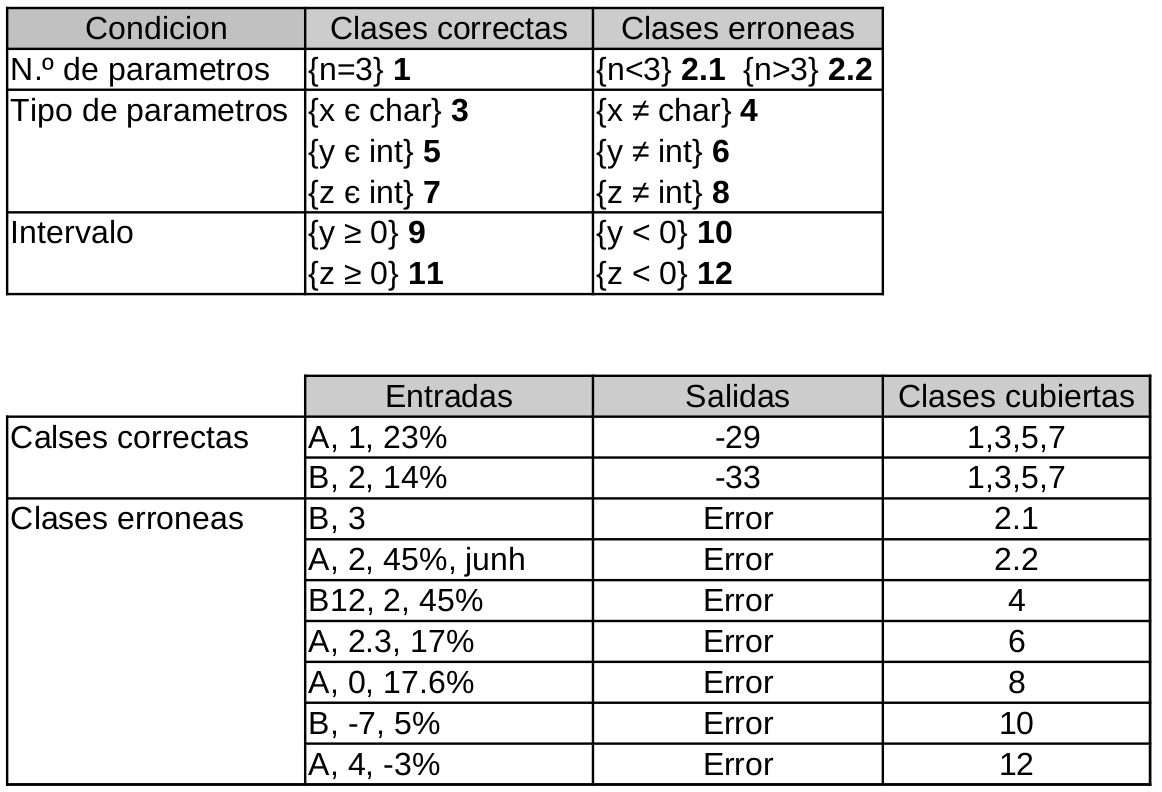 Condicion Clases correctas Clases erroneas
N.º de parametros {n=3} 1 {n<3} 2.1 {n>3} 2.2
Tipo de parametros {x є char} 3 {x ≠ char} 4
{y є int} 5 {y ≠ int} 6
{z є int} 7 {z ≠ int} 8
Intervalo {y ≥ 0} 9 {y < 0} 10
{z ≥ 0} 11 {z < 0} 12
Entradas Salidas Clases cubiertas
Calses correctas A, 1, 23% -29 1,3,5,7
B, 2, 14% -33 1,3,5,7
Clases erroneas B, 3 Error 2.1
A, 2, 45%, junh Error 2.2
B12, 2, 45% Error 4
A, 2.3, 17% Error 6
A, 0, 17.6% Error 8
B, -7, 5% Error 10
A, 4, -3% Error 12